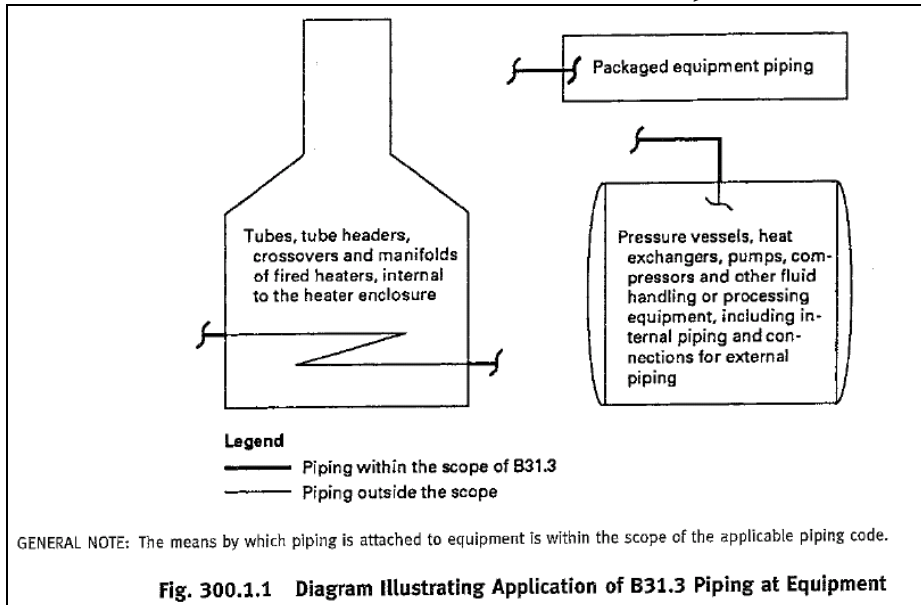 Packaged equipment piping
Tubes, tube headers,
crossovers and manifolds
of fired heaters, internal
to the heater enclosure
Pressure vessels, heat
exchangers, pumps, com-
pressors and other fluid
handling or processing
equipment, including in-
ternal piping and con-
nections for external
piping
Legend
Piping within the scope of B31.3
Piping outside the scope
GENERAL NOTE: The means by which piping is attached to equipment is within the scope of the applicable piping code.
Fig. 300.1.1 Diagram Illustrating Application of B31.3 Piping at Equipment